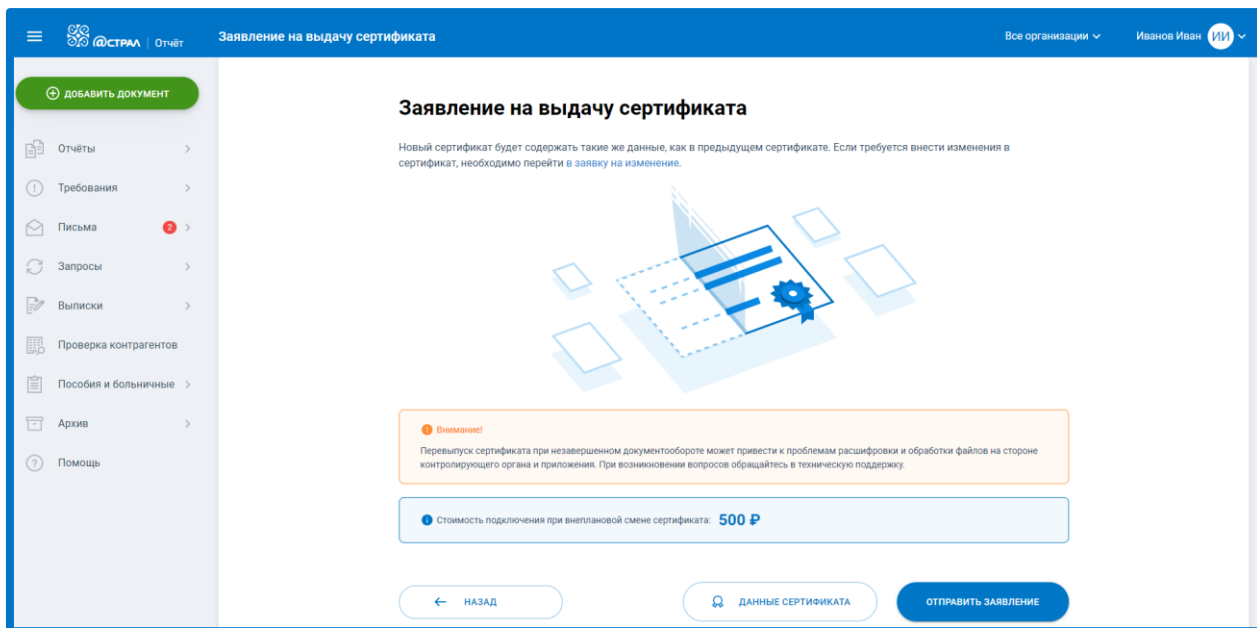 @СТРАЛ | Отчёт
Заявление на выдачу сертификата
Все организации
Иванов Иван
ИИ
ДОБАВИТЬ ДОКУМЕНТ
Отчёты
Требования
Письма 2
Запросы
Выписки
Проверка контрагентов
Пособия и больничные
Архив
Помощь
Заявление на выдачу сертификата
Новый сертификат будет содержать такие же данные, как в предыдущем сертификате. Если требуется внести изменения в
сертификат, необходимо перейти в заявку на изменение.
Внимание!
Перевыпуск сертификата при незавершенном документообороте может привести к проблемам расшифровки и обработки файлов на стороне
контролирующего органа и приложения. При возникновении вопросов обращайтесь в техническую поддержку.
Стоимость подключения при внеплановой смене сертификата: 500 ₽
НАЗАД
ДАННЫЕ СЕРТИФИКАТА
ОТПРАВИТЬ ЗАЯВЛЕНИЕ